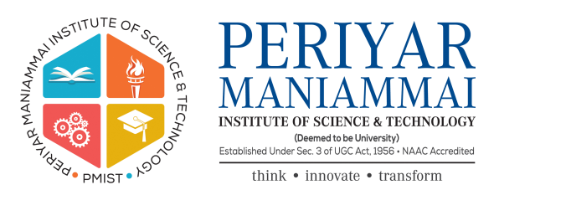 PERIYAR MANIAMMAI INSTITUTE OF SCIENCE & TECHNOLOGY
• PMIST •
PERIYAR
MANIAMMAI
INSTITUTE OF SCIENCE & TECHNOLOGY
(Deemed to be University)
Established Under Sec. 3 of UGC Act, 1956 • NAAC Accredited
think • innovate • transform